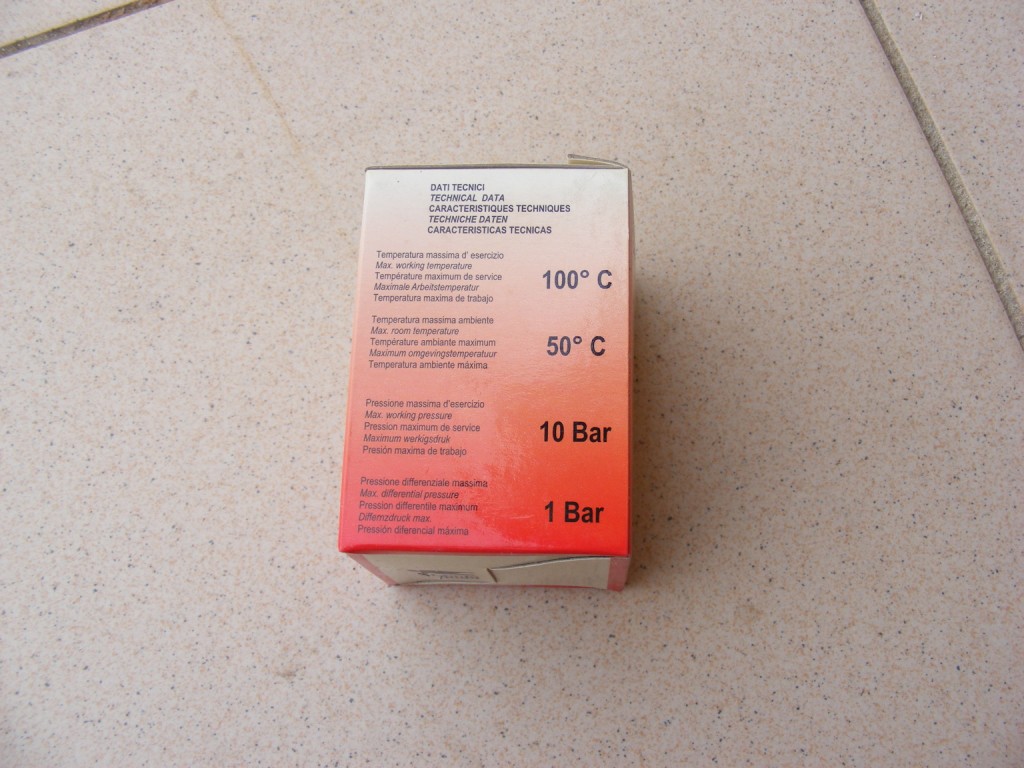 DATI TECNICI
TECHNICAL DATA
CARACTERISTIQUES TECHNIQUES
TECHNICHE DATEN
CARACTERISTICAS TECNICAS
Temperatura massima d' esercizio
Max. working temperature
Température maximum de service
Maximale Arbeitstemperatur
Temperatura maxima de trabajo
100° C
Temperatura massima ambiente
Max. room temperature
Température ambiante maximum
Maximum omgevingstemperatuur
Temperatura ambiente máxima
50° C
Pressione massima d'esercizio
Max. working pressure
Pression maximum de service
Maximum werkigsdruk
Presión maxima de trabajo
10 Bar
Pressione differenziale massima
Max. differential pressure
Pression differentile maximum
Differnzdruck max.
Pressión diferencial máxima
1 Bar